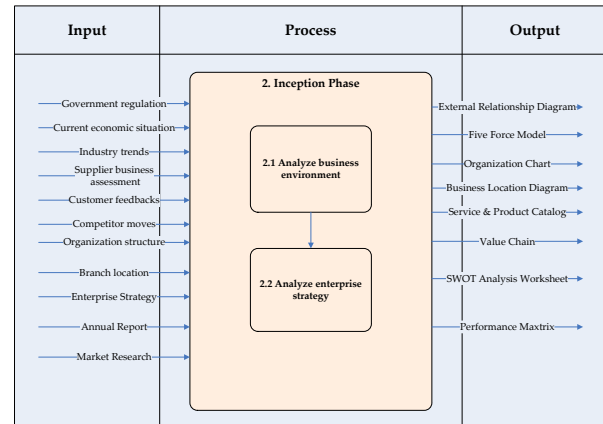 Input
Process
Output
2. Inception Phase
Government regulation
Current economic situation
Industry trends
Supplier business
assessment
Customer feedbacks
Competitor moves
Organization structure
Branch location
Enterprise Strategy
Annual Report
Market Research
2.1 Analyze business
environment
2.2 Analyze enterprise
strategy
External Relationship Diagram
Five Force Model
Organization Chart
Business Location Diagram
Service & Product Catalog
Value Chain
SWOT Analysis Worksheet
Performance Maxtrix